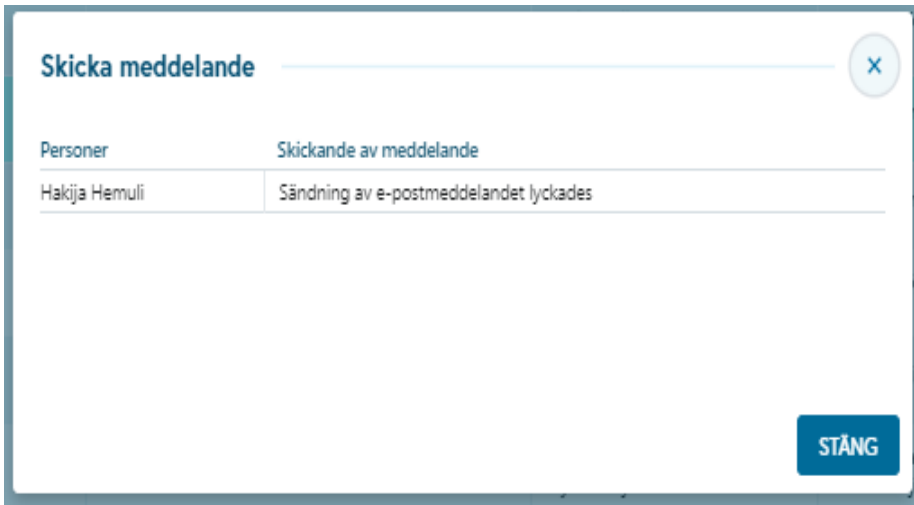 Skicka meddelande
Personer Skickande av meddelande
Hakija Hemuli Sändning av e-postmeddelandet lyckades
STÄNG